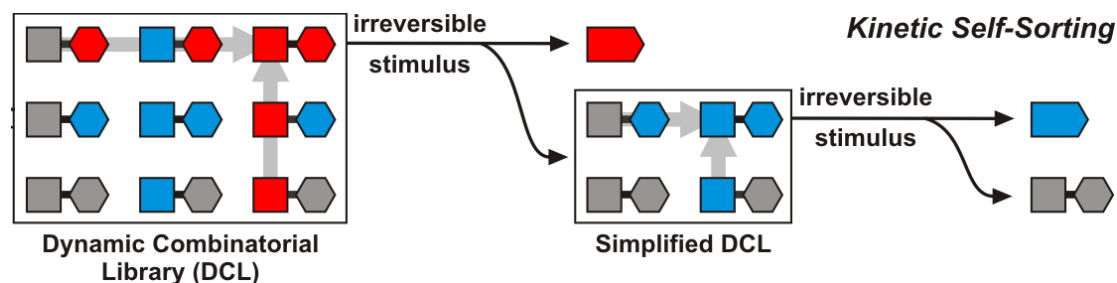 Kinetic Self-Sorting
irreversible
stimulus
irreversible
stimulus
Dynamic Combinatorial
Library (DCL)
Simplified DCL